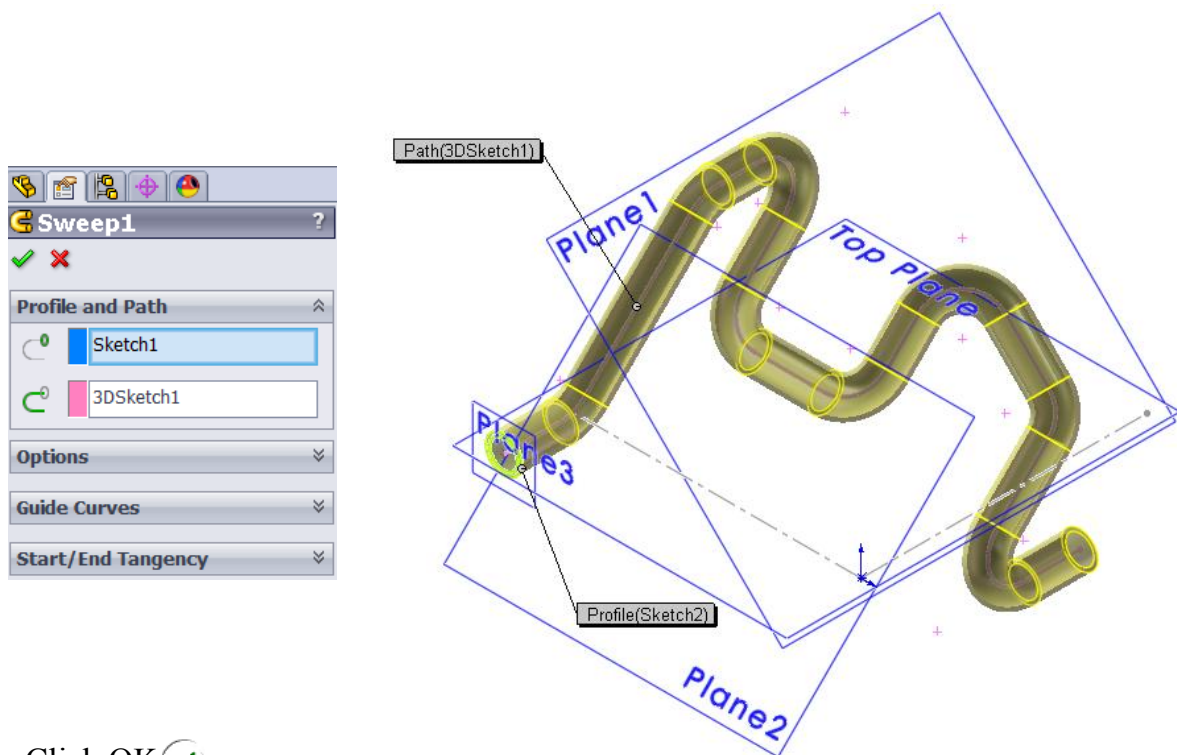 Sweep1 ?
Profile and Path
Sketch1
3DSketch1
Options
Guide Curves
Start/End Tangency
Path(3DSketch1)
Plane1
Top Plane
Plane3
Profile(Sketch2)
Plane2
Click OK